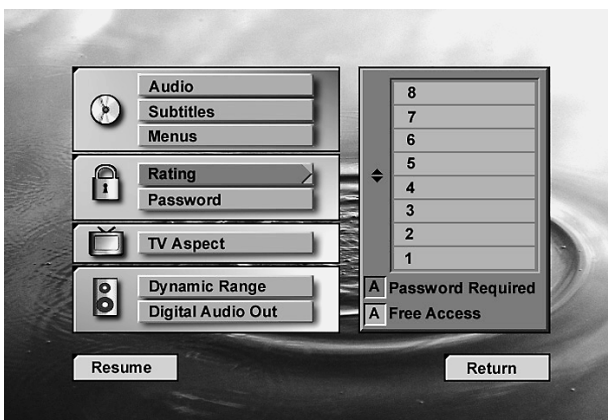 Audio
Subtitles
Menus
Rating
Password
TV Aspect
Dynamic Range
Digital Audio Out
8
7
6
5
4
3
2
1
A Password Required
A Free Access
Resume
Return